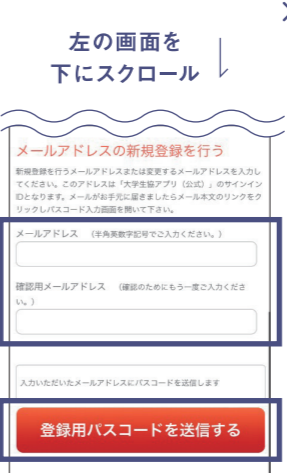 左の画面を
下にスクロール
メールアドレスの新規登録を行う
新規登録を行うメールアドレスまたは変更するメールアドレスを入力し
てください。このアドレスは「大学生協アプリ（公式）」のサインイン
IDとなります。メールがお手元に届きましたらメール本文のリンクをク
リックしパスコード入力画面を開いて下さい。
メールアドレス （半角英数字記号でご入力ください。）
確認用メールアドレス （確認のためにもう一度ご入力くださ
い。）
入力いただいたメールアドレスにパスコードを送信します
登録用パスコードを送信する